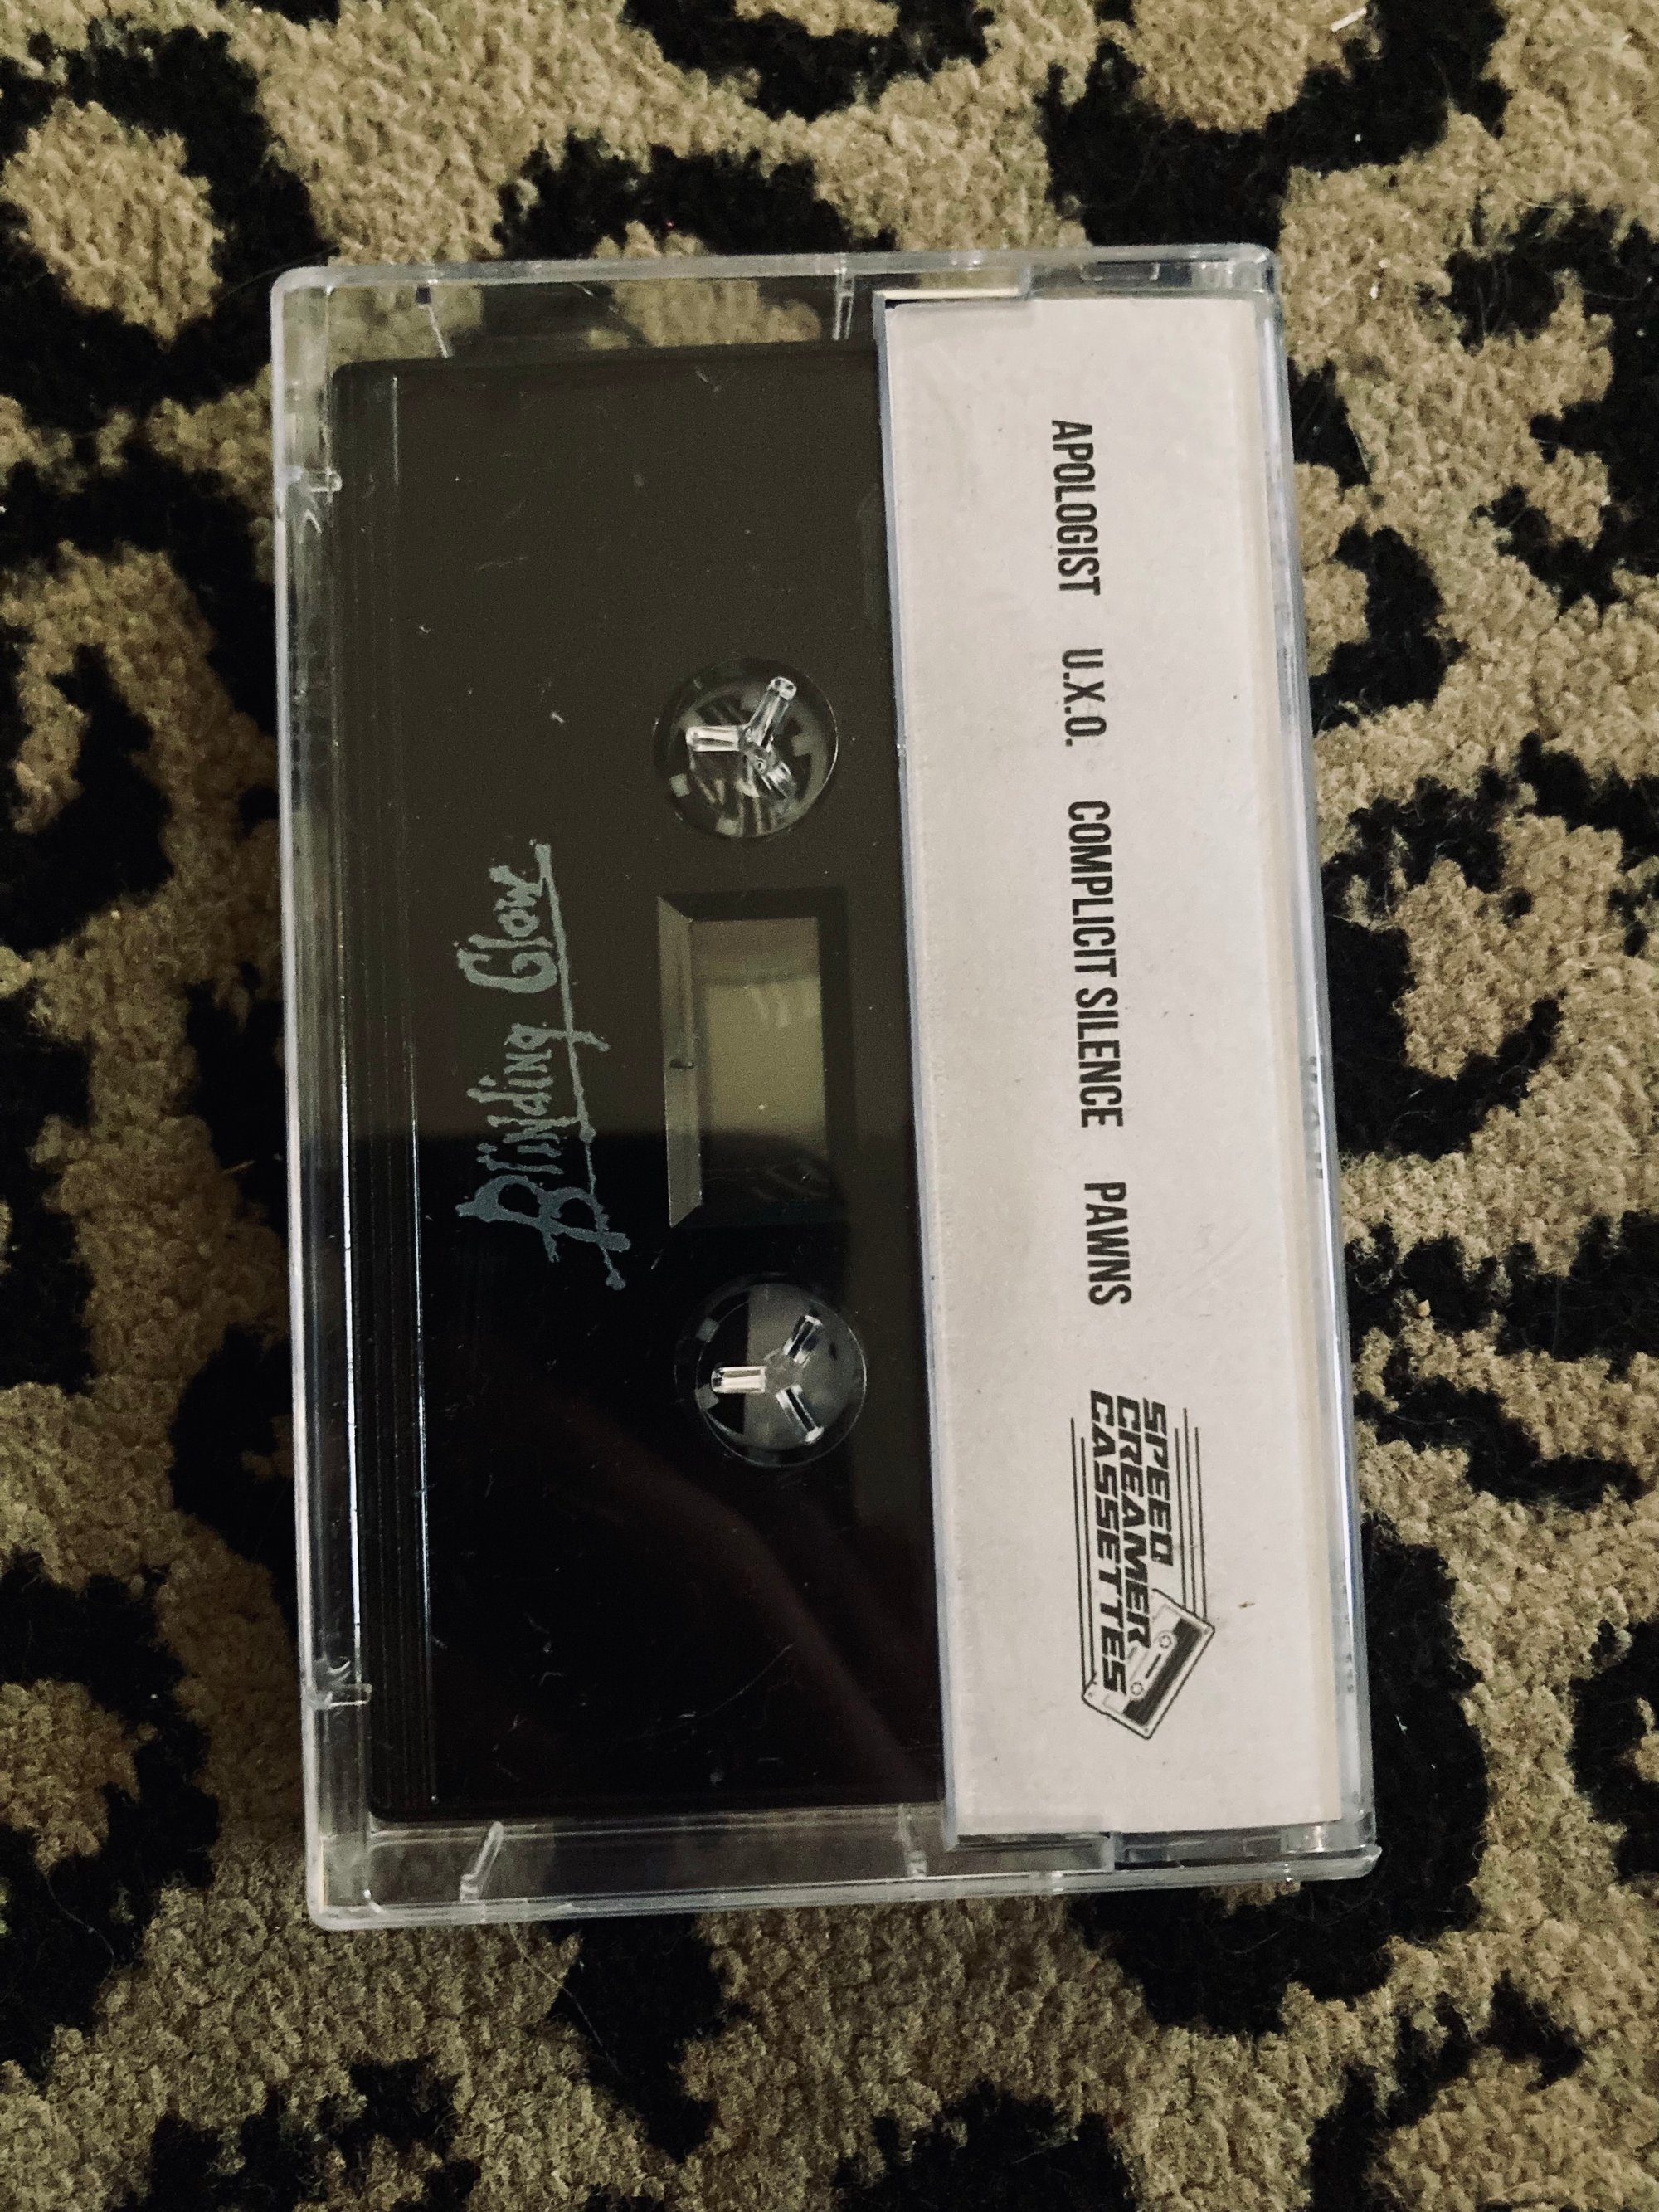 APOLOGIST U.X.O. COMPLICIT SILENCE PAWNS
SPEED
CREAMER
CASSETTES
Blinding Glow